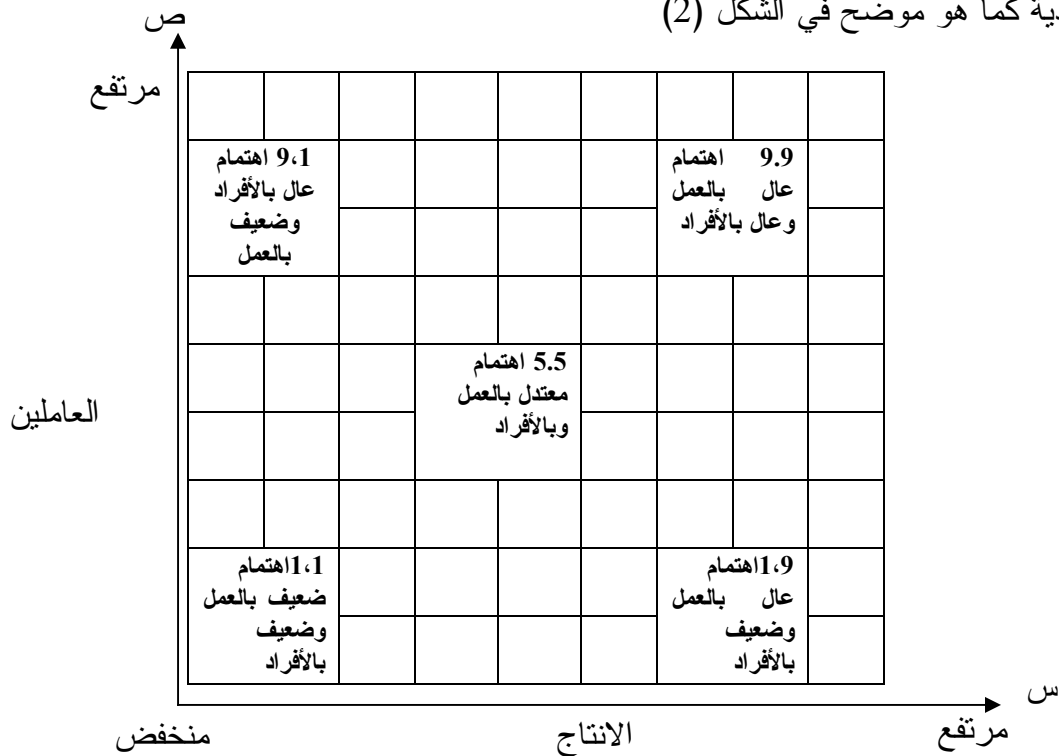 كما هو موضح في الشكل (2)
ص
مرتفع
9،1 اهتمام
عال بالأفراد
وضعيف
بالعمل
9.9 اهتمام
عال بالعمل
وعال بالأفراد
5.5 اهتمام
معتدل بالعمل
وبالأفراد
العاملين
1،1اهتمام
ضعيف بالعمل
وضعيف
بالأفراد
1،9اهتمام
عال بالعمل
وضعيف
بالأفراد
س
منخفض
الانتاج
مرتفع